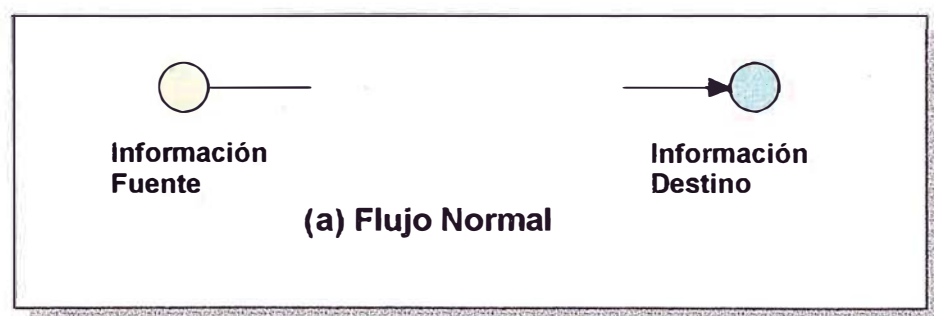 Información
Fuente
Información
Destino
(a) Flujo Normal